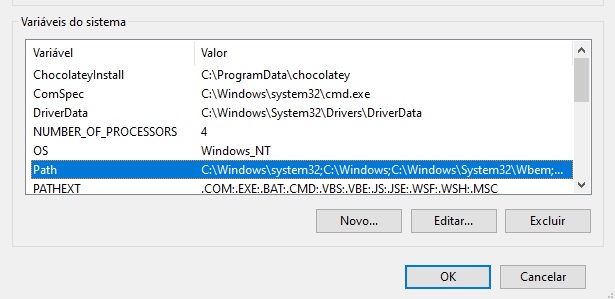 Variáveis do sistema
Variável Valor
ChocolateyInstall C:\ProgramData\chocolatey
ComSpec C:\Windows\system32\cmd.exe
DriverData C:\Windows\System32\Drivers\DriverData
NUMBER_OF_PROCESSORS 4
OS Windows_NT
Path C:\Windows\system32;C:\Windows;C:\Windows\System32\Wbem;...
PATHEXT .COM;.EXE;.BAT;.CMD;.VBS;.VBE;.JS;.JSE;.WSF;.WSH;.MSC
Novo... Editar... Excluir
OK Cancelar